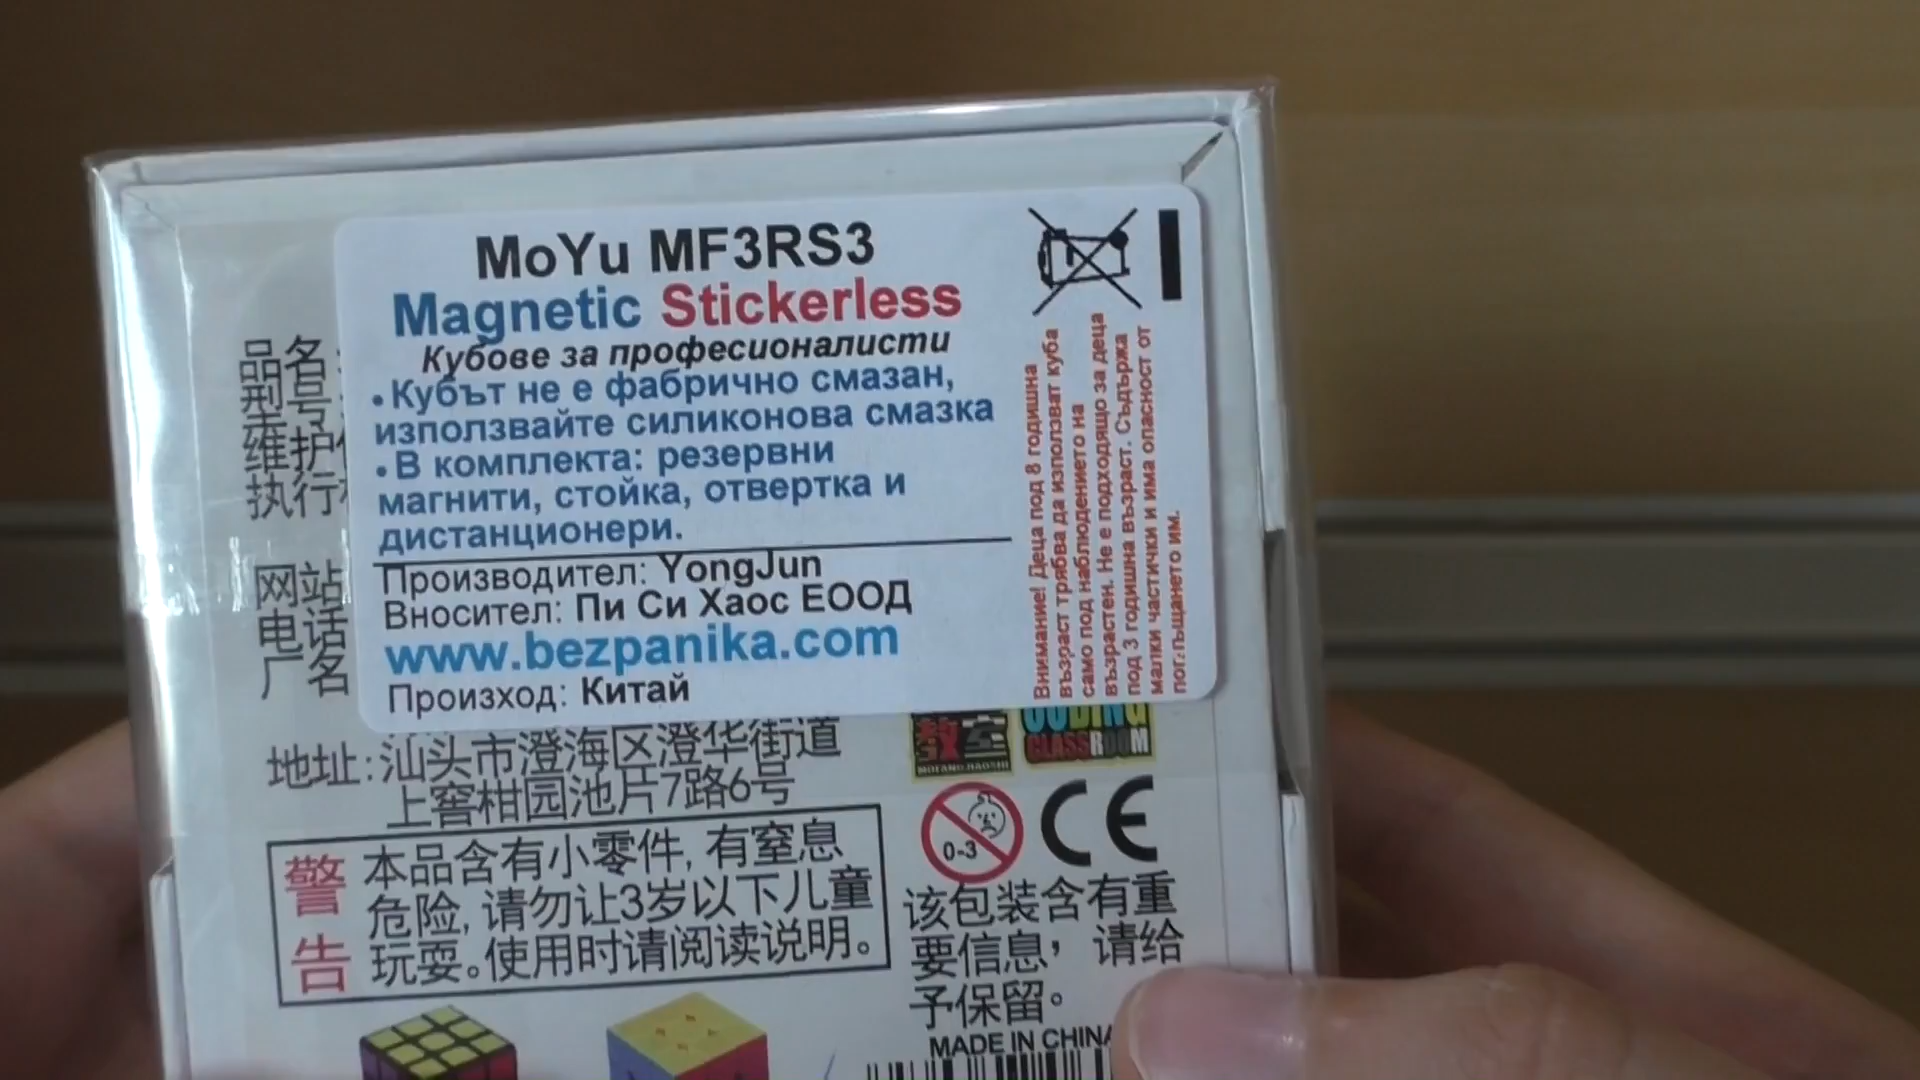 MoYu MF3RS3
Magnetic Stickerless
Кубове за професионалисти
•Кубът не е фабрично смазан,
използвайте силиконова смазка
•В комплекта: резервни
магнити, стойка, отвертка и
дистанционери.
Производител: YongJun
Вносител: Пи Си Хаос ЕООД
www.bezpanika.com
Произход: Китай
Внимание! Деца под 8 годишна
възраст трябва да използват куба
само под наблюдението на
възрастен. Не е подходящо за деца
под 3 годишна възраст. Съдържа
малки частички и има опасност от
поглъщането им.
品名:
型号
维护
执行
网站
电话
厂名
地址:汕头市澄海区澄华街道
上窖柑园池片7路6号
教室
MOFANG JIAOSHI
CUBING
CLASSROOM
警告
本品含有小零件, 有窒息
危险, 请勿让3岁以下儿童
玩耍。使用时请阅读说明。
0-3
CE
该包装含有重
要信息，请给
予保留。
MADE IN CHINA